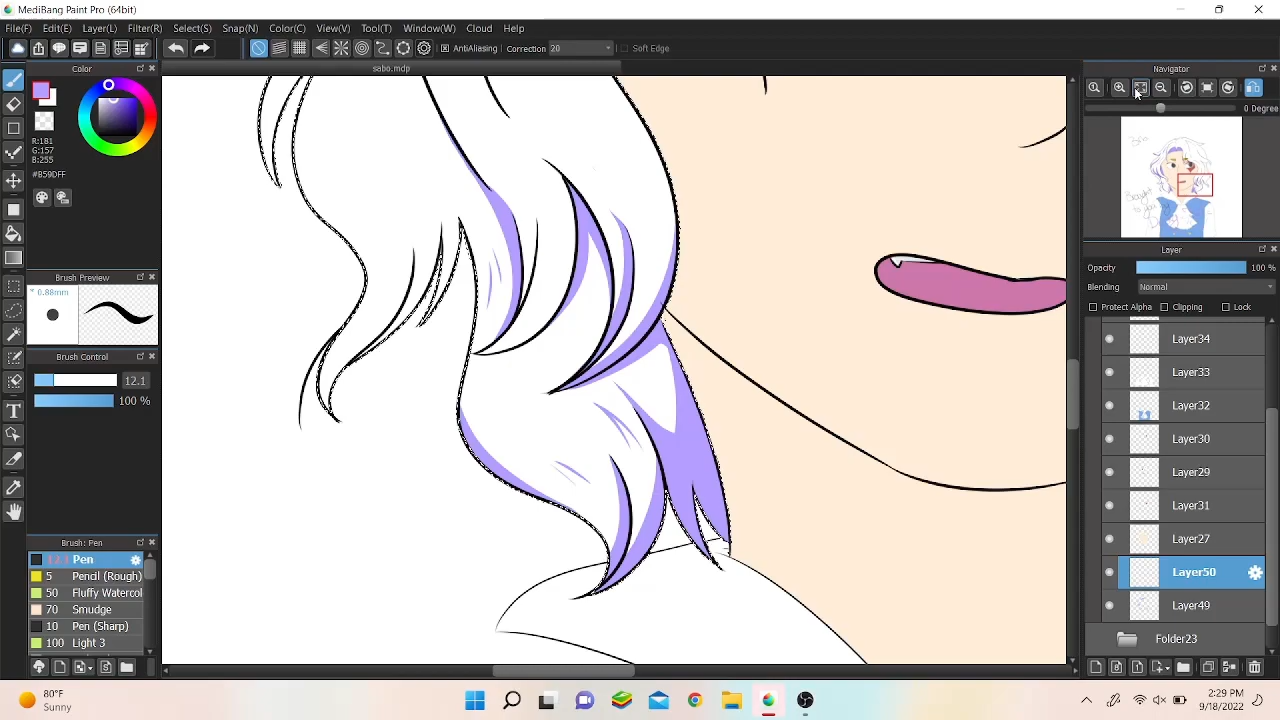 MediBang Paint Pro (64bit)
File(F) Edit(E) Layer(L) Filter(R) Select(S) Snap(N) Color(C) View(V) Tool(T) Window(W) Cloud Help
AntiAliasing Correction 20 Soft Edge
Color
sabo.mdp
Navigator
0 Degree
R:181
G:157
B:255
#B59DFF
Brush Preview
0.88mm
Brush Control
12.1
100 %
Brush: Pen
Pen
5 Pencil (Rough)
50 Fluffy Watercol
70 Smudge
10 Pen (Sharp)
100 Light 3
Layer
Opacity 100 %
Blending Normal
Protect Alpha Clipping Lock
Layer34
Layer33
Layer32
Layer30
Layer29
Layer31
Layer27
Layer50
Layer49
Folder23
80°F
Sunny
2:29 PM
9/18/2022